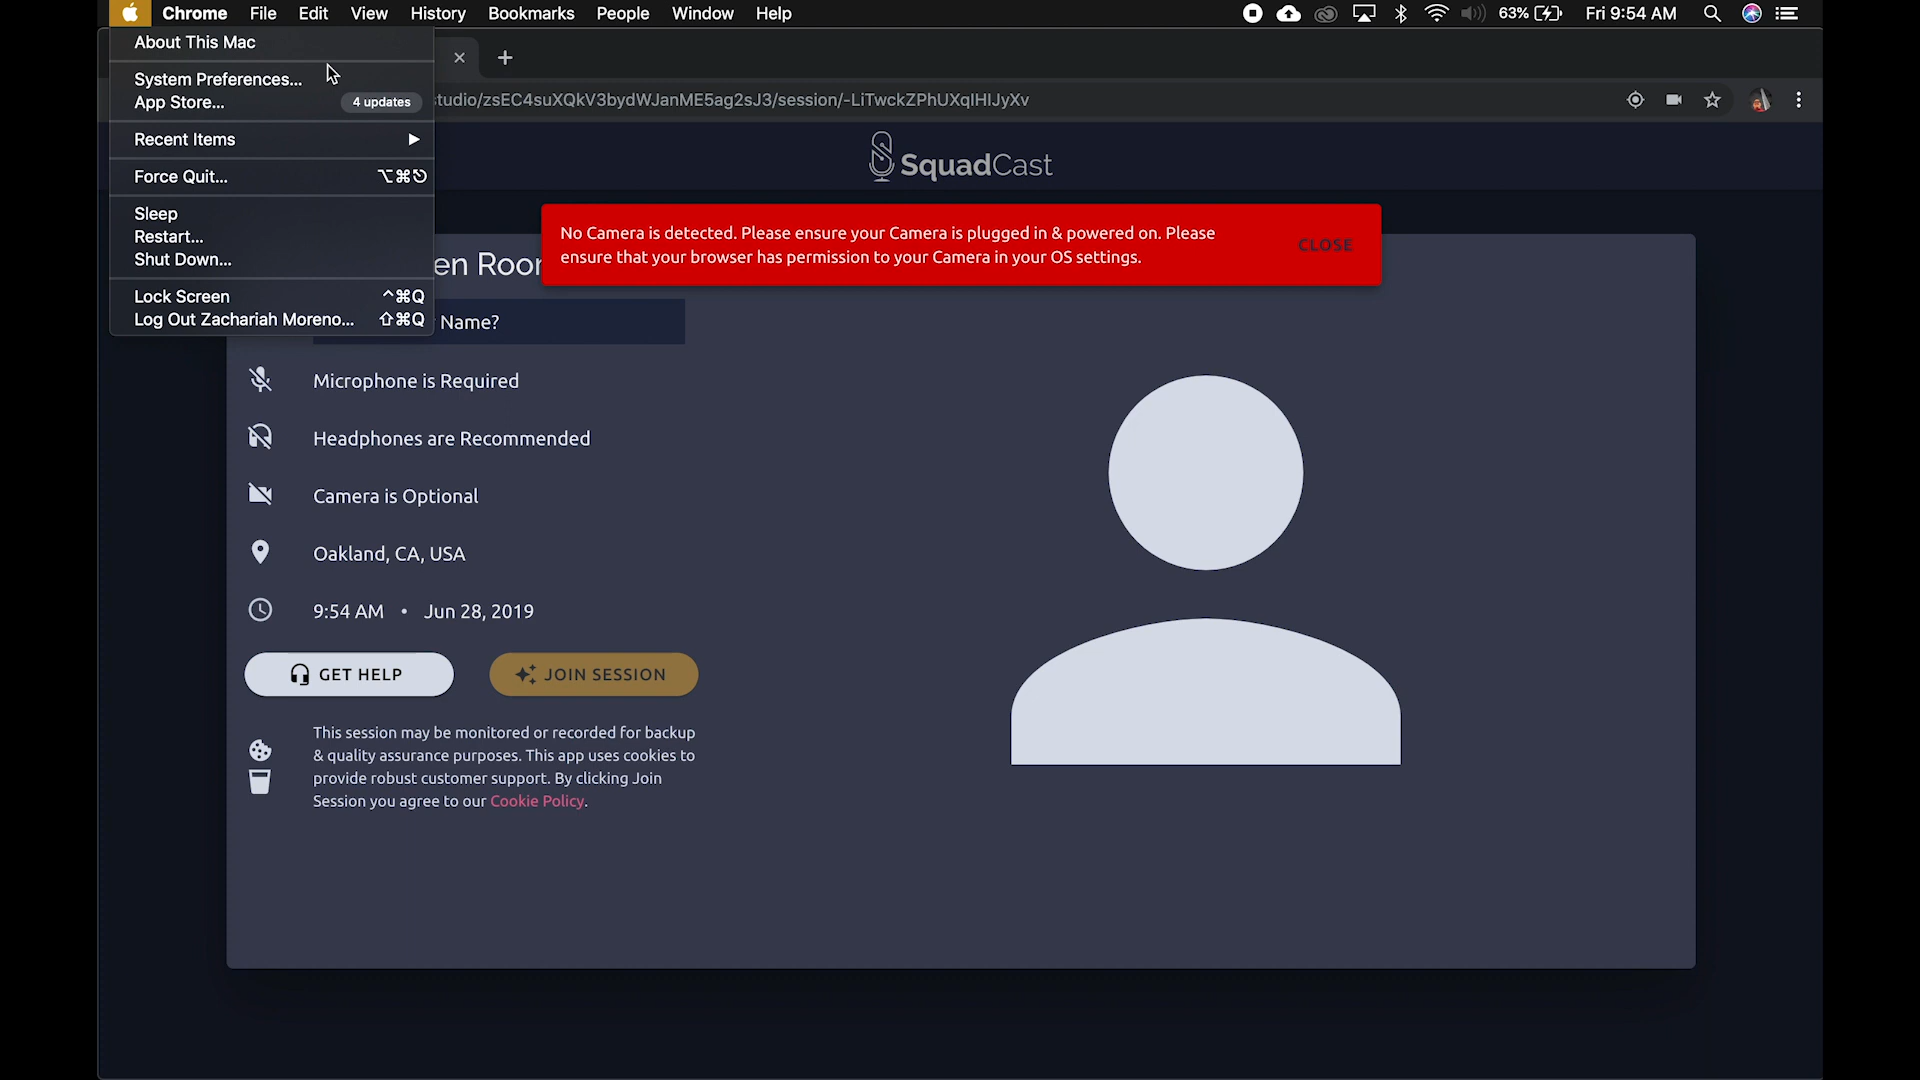 Chrome File Edit View History Bookmarks People Window Help 63% Fri 9:54 AM
About This Mac
System Preferences...
App Store... 4 updates
Recent Items
Force Quit... ⌥⌘⎋
Sleep
Restart...
Shut Down...
Lock Screen ^⌘Q
Log Out Zachariah Moreno... ⇧⌘Q
tudio/zsEC4suXQkV3bydWJanME5ag2sJ3/session/-LiTwckZPhUXqlHIJyXv
SquadCast
No Camera is detected. Please ensure your Camera is plugged in & powered on. Please
ensure that your browser has permission to your Camera in your OS settings.
CLOSE
en Roo
Name?
Microphone is Required
Headphones are Recommended
Camera is Optional
Oakland, CA, USA
9:54 AM • Jun 28, 2019
GET HELP
JOIN SESSION
This session may be monitored or recorded for backup
& quality assurance purposes. This app uses cookies to
provide robust customer support. By clicking Join
Session you agree to our Cookie Policy.